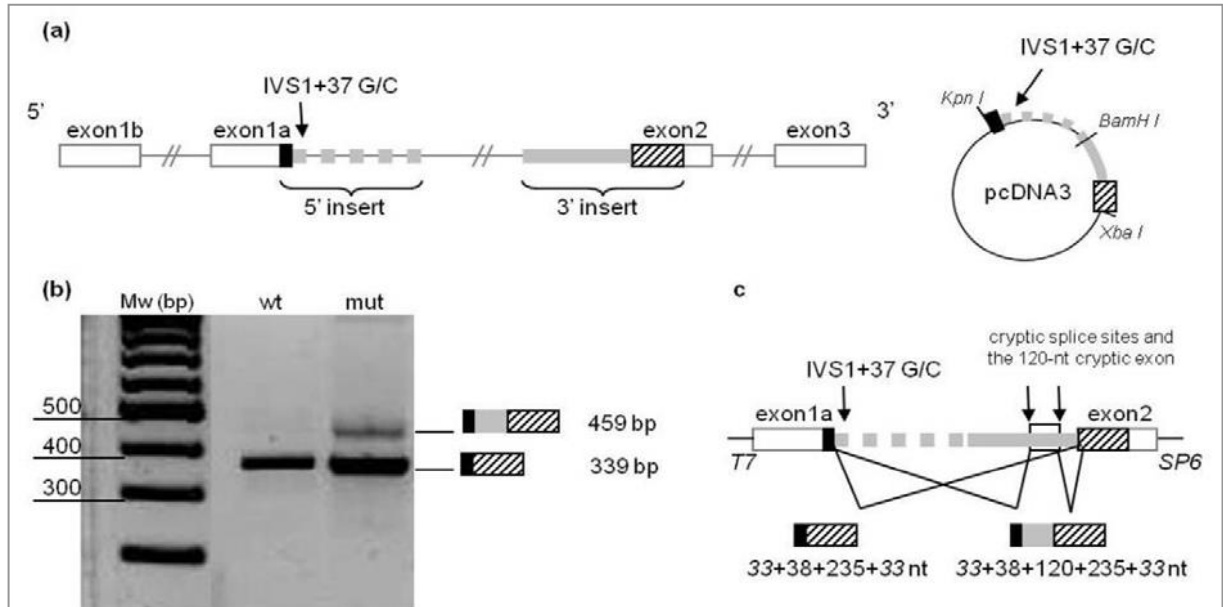 (a)
IVS1+37 G/C
5'
exon1b
exon1a
exon2
exon3
3'
5' insert
3' insert
IVS1+37 G/C
Kpn I
BamH I
pcDNA3
Xba I
(b)
Mw (bp)
wt
mut
500
400
300
459 bp
339 bp
c
cryptic splice sites and
the 120-nt cryptic exon
IVS1+37 G/C
exon1a
exon2
T7
SP6
33+38+235+33 nt
33+38+120+235+33 nt